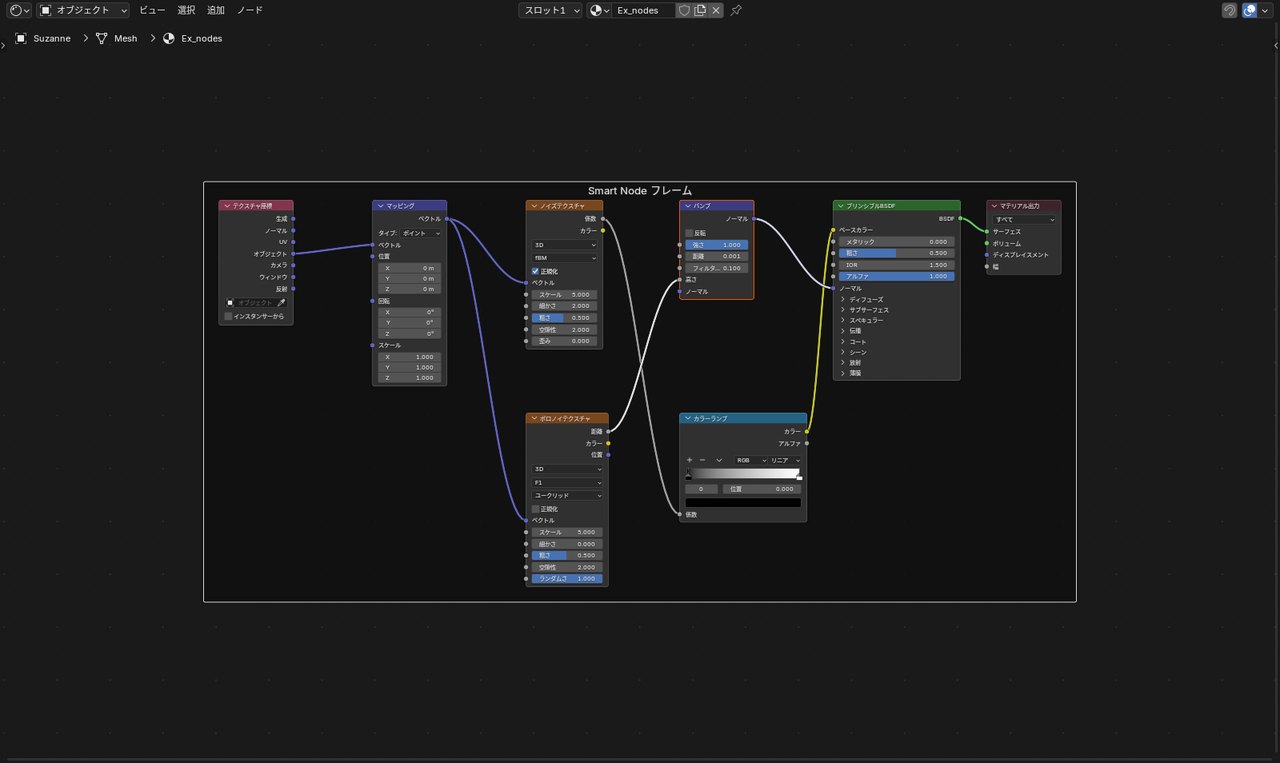 オブジェクト ビュー 選択 追加 ノード スロット1 Ex_nodes
Suzanne Mesh Ex_nodes
Smart Node フレーム
テクスチャ座標
生成
ノーマル
UV
オブジェクト
カメラ
ウィンドウ
反射
オブジェクト
インスタンサーから
マッピング
ベクトル
タイプ: ポイント
ベクトル
位置
X 0 m
Y 0 m
Z 0 m
回転
X 0°
Y 0°
Z 0°
スケール
X 1.000
Y 1.000
Z 1.000
ノイズテクスチャ
係数
カラー
3D
fBM
正規化
ベクトル
スケール 5.000
細かさ 2.000
粗さ 0.500
空隙性 2.000
歪み 0.000
ボロノイテクスチャ
距離
カラー
位置
3D
F1
ユークリッド
正規化
ベクトル
スケール 5.000
細かさ 0.000
粗さ 0.500
空隙性 2.000
ランダムさ 1.000
バンプ
ノーマル
反転
強さ 1.000
距離 0.001
フィルタ... 0.100
高さ
ノーマル
カラーランプ
カラー
アルファ
RGB リニア
0 位置 0.000
係数
プリンシプルBSDF
BSDF
ベースカラー
メタリック 0.000
粗さ 0.500
IOR 1.500
アルファ 1.000
ノーマル
ディフューズ
サブサーフェス
スペキュラー
伝播
コート
シーン
放射
薄膜
マテリアル出力
すべて
サーフェス
ボリューム
ディスプレイスメント
幅